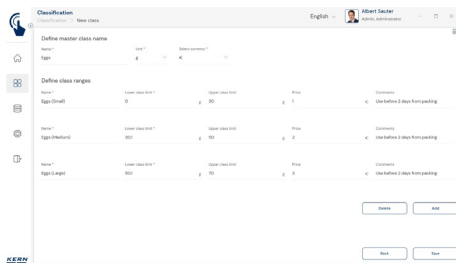 Classification
Classification > New class
English
Albert Sauter
Admin, Administrator
Define master class name
Name * Unit * Select currency *
Eggs g €
Define class ranges
Name * Lower class limit * Upper class limit Price Comments
Eggs (Small) 0 g 30 g 1 € Use before 2 days from packing
Name * Lower class limit * Upper class limit Price Comments
Eggs (Medium) g 50 g 2 € Use before 2 days from packing
Name * Lower class limit * Upper class limit Price Comments
Eggs (Large) g 70 g 3 € Use before 2 days from packing
Delete Add
Back Save
KERN